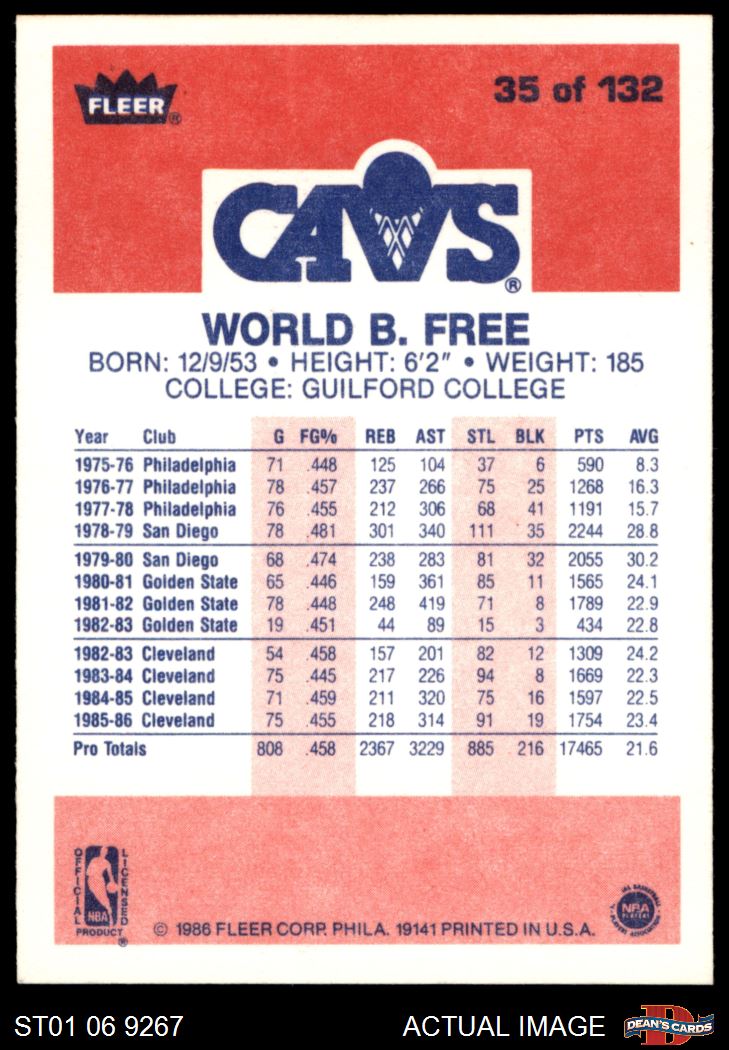 FLEER ®
35 of 132
CAVS ®
WORLD B. FREE
BORN: 12/9/53 • HEIGHT: 6'2" • WEIGHT: 185
COLLEGE: GUILFORD COLLEGE
Year Club G FG% REB AST STL BLK PTS AVG
1975-76 Philadelphia 71 .448 125 104 37 6 590 8.3
1976-77 Philadelphia 78 .457 237 266 75 25 1268 16.3
1977-78 Philadelphia 76 .455 212 306 68 41 1191 15.7
1978-79 San Diego 78 .481 301 340 111 35 2244 28.8
1979-80 San Diego 68 .474 238 283 81 32 2055 30.2
1980-81 Golden State 65 .446 159 361 85 11 1565 24.1
1981-82 Golden State 78 .448 248 419 71 8 1789 22.9
1982-83 Golden State 19 .451 44 89 15 3 434 22.8
1982-83 Cleveland 54 .458 157 201 82 12 1309 24.2
1983-84 Cleveland 75 .445 217 226 94 8 1669 22.3
1984-85 Cleveland 71 .459 211 320 75 16 1597 22.5
1985-86 Cleveland 75 .455 218 314 91 19 1754 23.4
Pro Totals 808 .458 2367 3229 885 216 17465 21.6
OFFICIAL
LICENSED
NBA
PRODUCT ®
© 1986 FLEER CORP. PHILA. 19141 PRINTED IN U.S.A.
NBA
PLAYERS
ST01 06 9267
ACTUAL IMAGE
DEAN'S CARDS